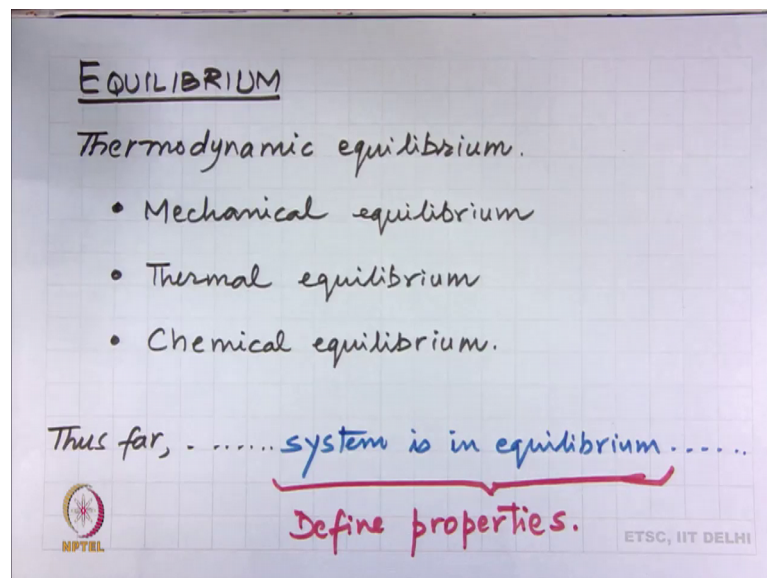 EQUILIBRIUM
Thermodynamic equilibrium.
• Mechanical equilibrium
• Thermal equilibrium
• Chemical equilibrium.
Thus far, ....... system is in equilibrium ......
Define properties.
NPTEL
ETSC, IIT DELHI